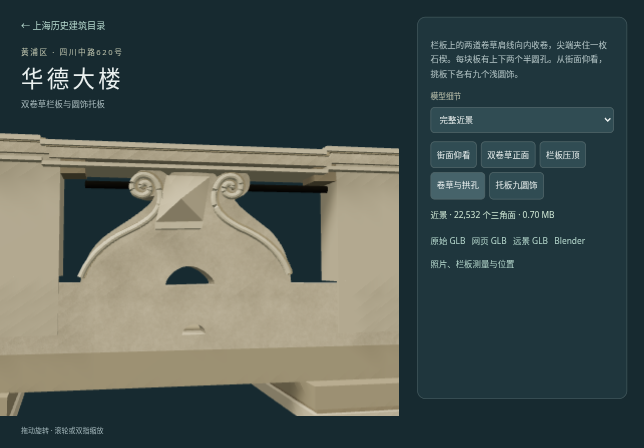 ← 上海历史建筑目录
黄浦区 · 四川中路620号
华德大楼
双卷草栏板与圆饰托板
栏板上的两道卷草肩线向内收卷，尖端夹住一枚
石楔。每块板有上下两个半圆孔。从街面仰看，
挑板下各有九个浅圆饰。
模型细节
完整近景
街面仰看 双卷草正面 栏板压顶
卷草与拱孔 托板九圆饰
近景 · 22,532 个三角面 · 0.70 MB
原始 GLB 网页 GLB 远景 GLB Blender
照片、栏板测量与位置
拖动旋转 · 滚轮或双指缩放